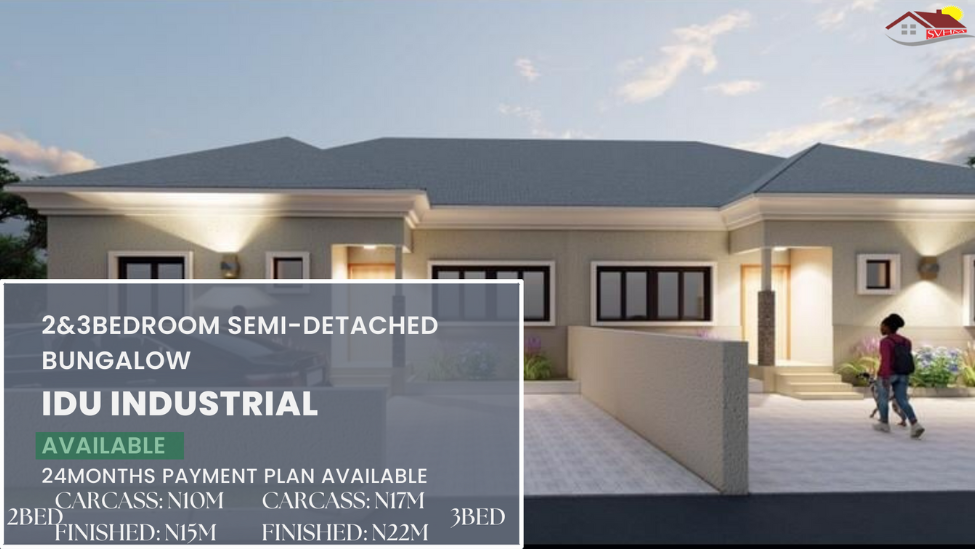 SVHL
2&3BEDROOM SEMI-DETACHED
BUNGALOW
IDU INDUSTRIAL
AVAILABLE
24MONTHS PAYMENT PLAN AVAILABLE
2BED CARCASS: N10M CARCASS: N17M 3BED
FINISHED: N15M FINISHED: N22M